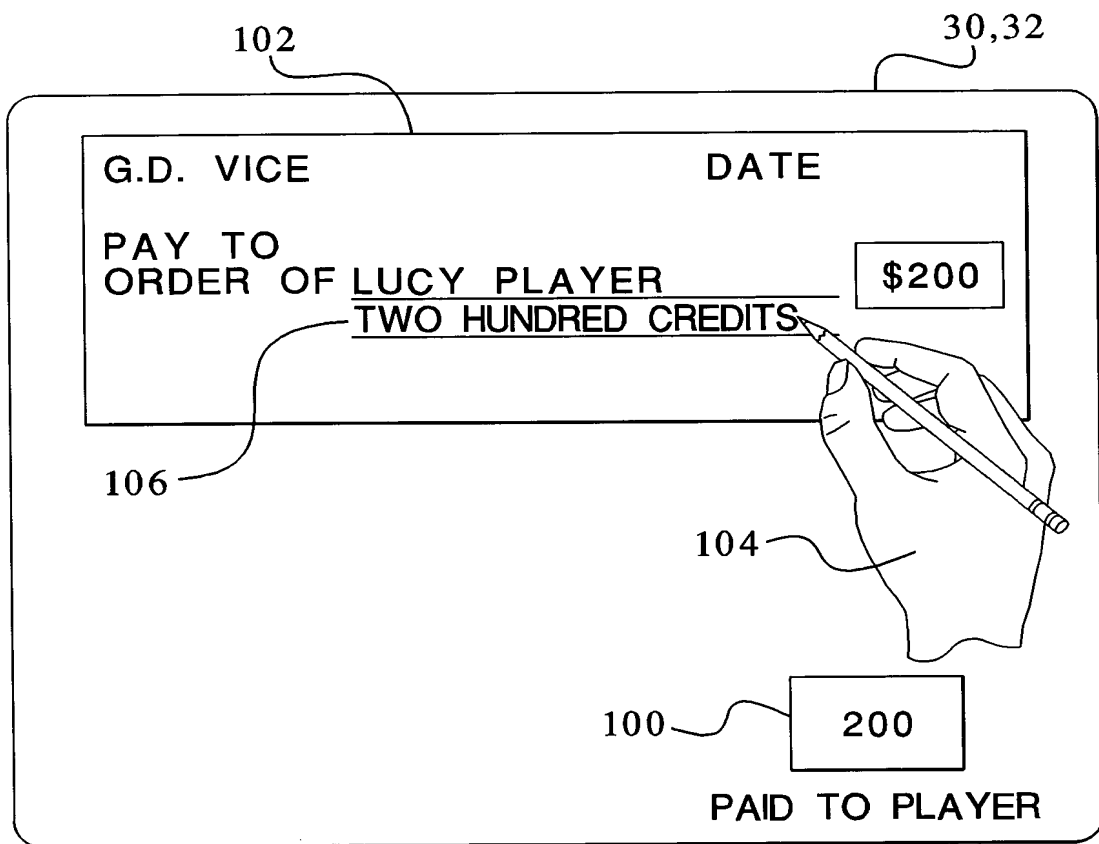 102
30,32
G.D. VICE DATE
PAY TO
ORDER OF LUCY PLAYER $200
TWO HUNDRED CREDITS
106
104
100 200
PAID TO PLAYER